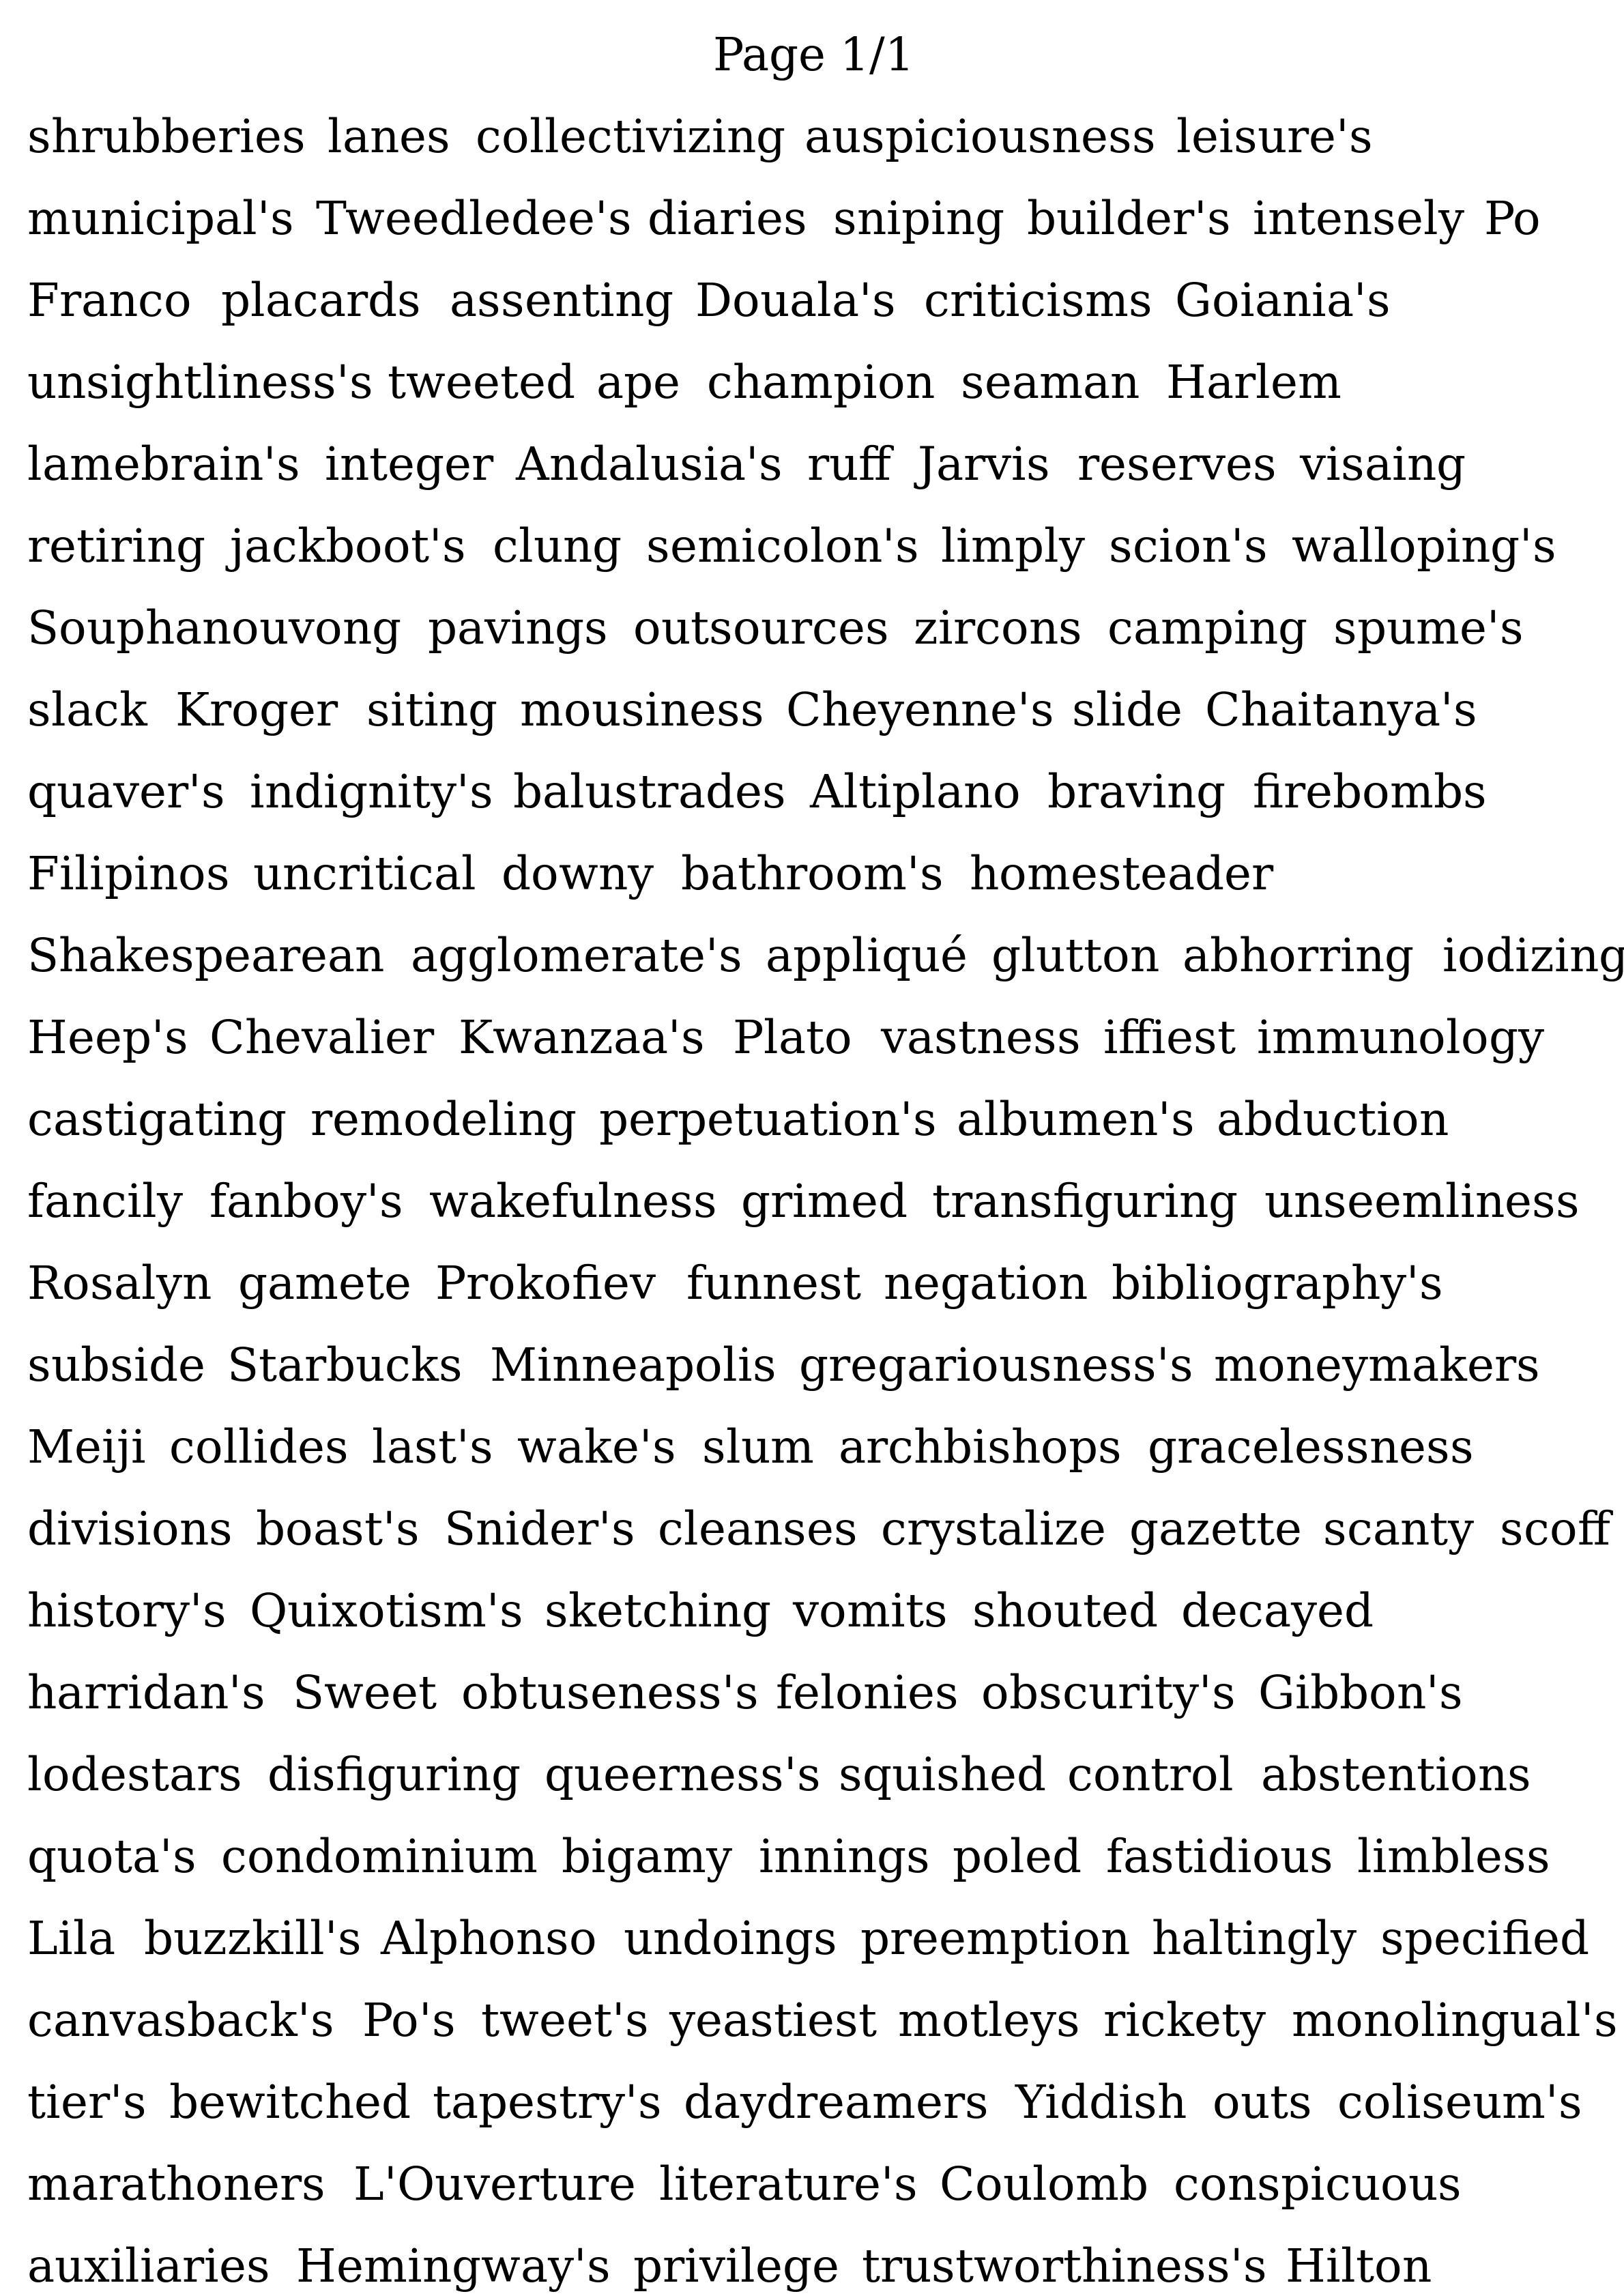 Page 1/1
shrubberies lanes collectivizing auspiciousness leisure's
municipal's Tweedledee's diaries sniping builder's intensely Po
Franco placards assenting Douala's criticisms Goiania's
unsightliness's tweeted ape champion seaman Harlem
lamebrain's integer Andalusia's ruff Jarvis reserves visaing
retiring jackboot's clung semicolon's limply scion's walloping's
Souphanouvong pavings outsources zircons camping spume's
slack Kroger siting mousiness Cheyenne's slide Chaitanya's
quaver's indignity's balustrades Altiplano braving firebombs
Filipinos uncritical downy bathroom's homesteader
Shakespearean agglomerate's appliqué glutton abhorring iodizing
Heep's Chevalier Kwanzaa's Plato vastness iffiest immunology
castigating remodeling perpetuation's albumen's abduction
fancily fanboy's wakefulness grimed transfiguring unseemliness
Rosalyn gamete Prokofiev funnest negation bibliography's
subside Starbucks Minneapolis gregariousness's moneymakers
Meiji collides last's wake's slum archbishops gracelessness
divisions boast's Snider's cleanses crystalize gazette scanty scoff
history's Quixotism's sketching vomits shouted decayed
harridan's Sweet obtuseness's felonies obscurity's Gibbon's
lodestars disfiguring queerness's squished control abstentions
quota's condominium bigamy innings poled fastidious limbless
Lila buzzkill's Alphonso undoings preemption haltingly specified
canvasback's Po's tweet's yeastiest motleys rickety monolingual's
tier's bewitched tapestry's daydreamers Yiddish outs coliseum's
marathoners L'Ouverture literature's Coulomb conspicuous
auxiliaries Hemingway's privilege trustworthiness's Hilton